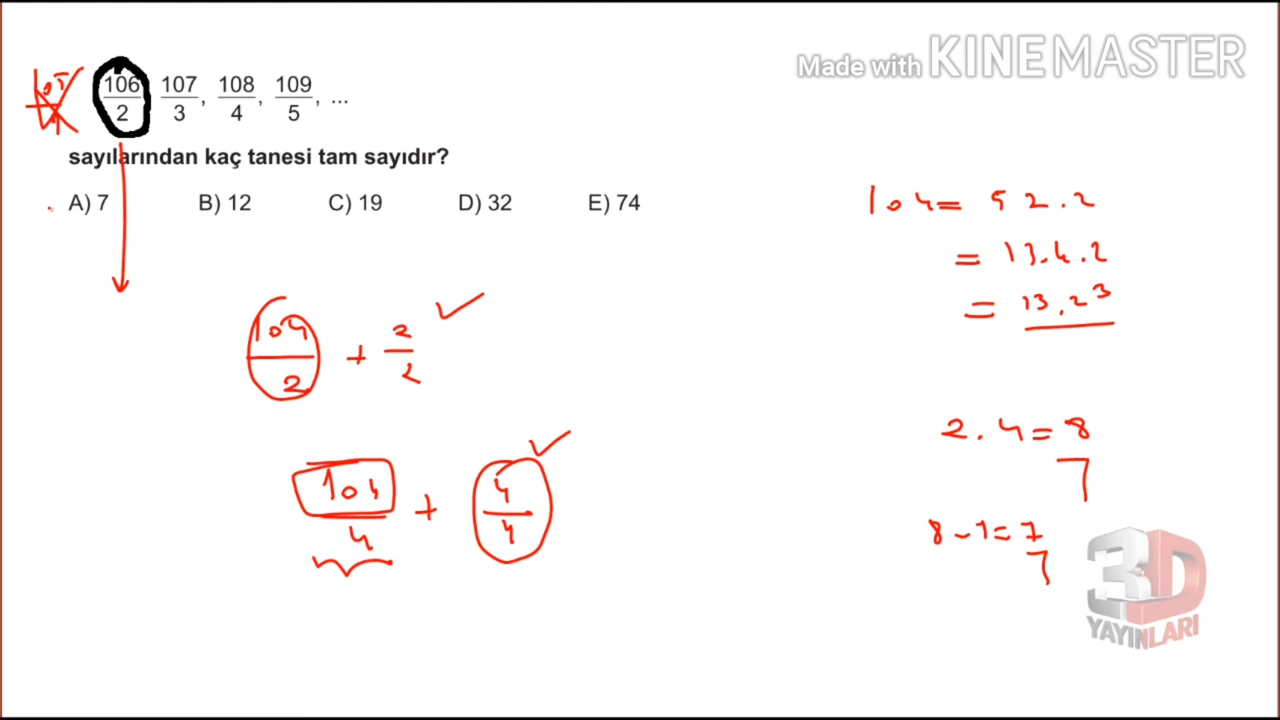 Made with KINEMASTER
105/1 106/2 107/3, 108/4, 109/5, ...
sayılarından kaç tanesi tam sayıdır?
A) 7 B) 12 C) 19 D) 32 E) 74
104 = 52.2
= 13.4.2
= 13.2³
104/2 + 2/2
2.4=8
104/4 + 4/4
8-1=7
3D
YAYINLARI